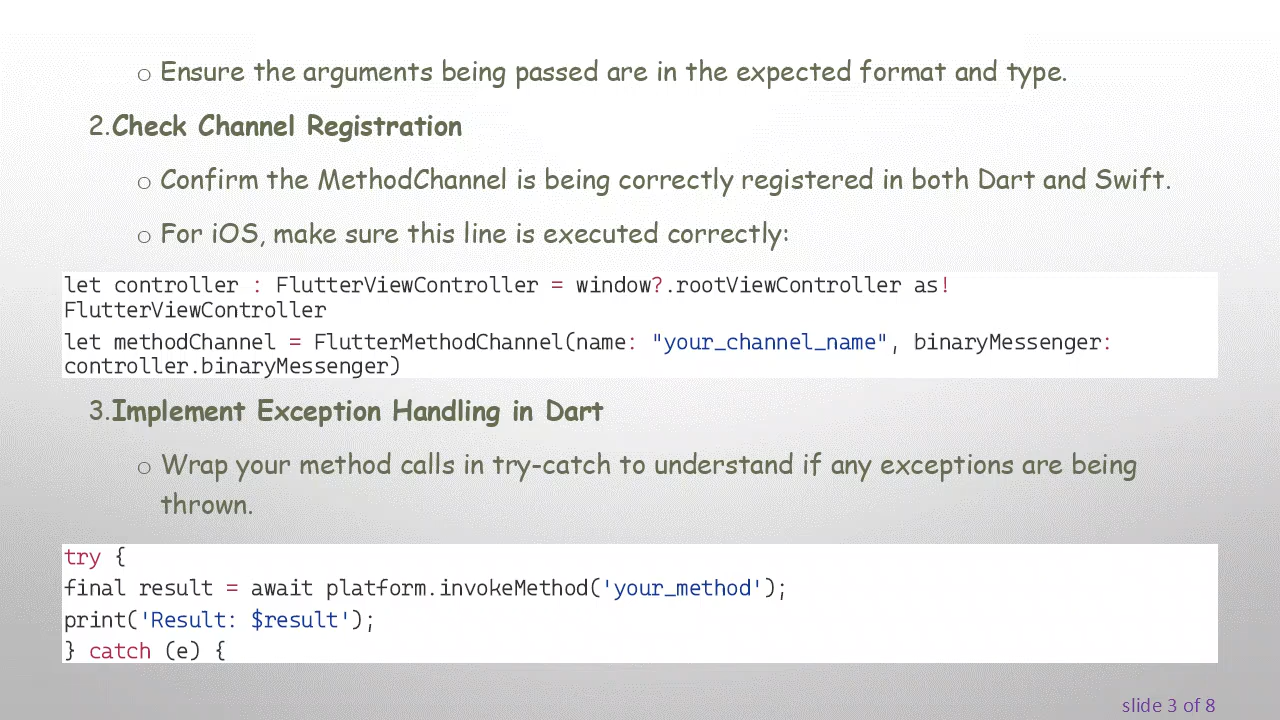 o Ensure the arguments being passed are in the expected format and type.
2.Check Channel Registration
o Confirm the MethodChannel is being correctly registered in both Dart and Swift.
o For iOS, make sure this line is executed correctly:
let controller : FlutterViewController = window?.rootViewController as!
FlutterViewController
let methodChannel = FlutterMethodChannel(name: "your_channel_name", binaryMessenger:
controller.binaryMessenger)
3.Implement Exception Handling in Dart
o Wrap your method calls in try-catch to understand if any exceptions are being
thrown.
try {
final result = await platform.invokeMethod('your_method');
print('Result: $result');
} catch (e) {
slide 3 of 8